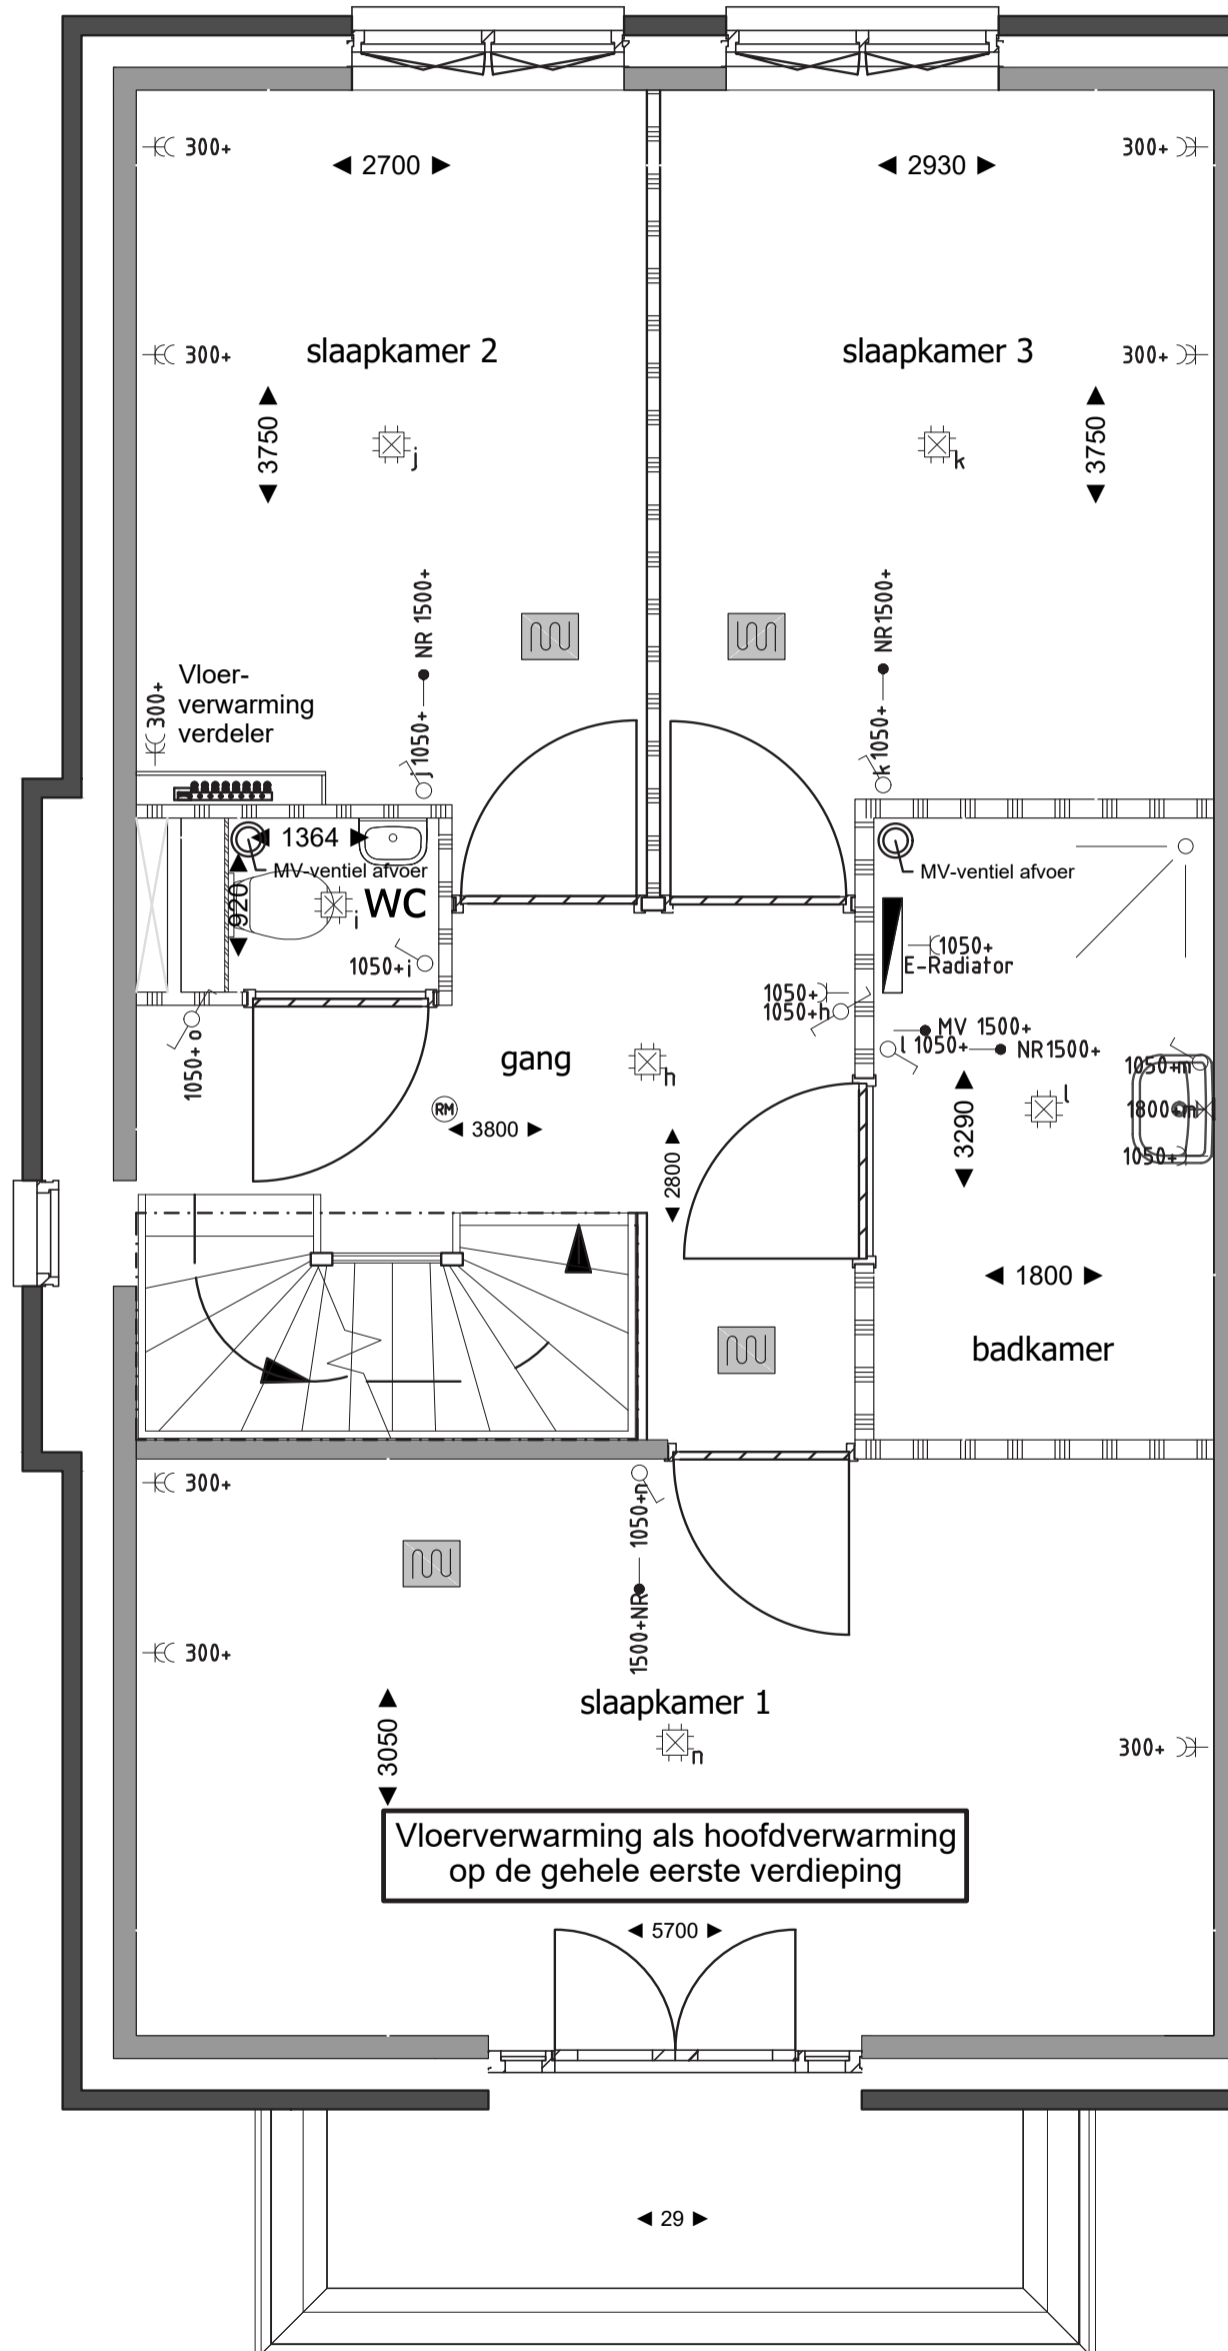 300+
2700
2930
300+
300+
slaapkamer 2
slaapkamer 3
300+
3750
j
k
3750
NR 1500+
j 1050+
NR1500+
k 1050+
300+
Vloer-
verwarming
verdeler
1364
MV-ventiel afvoer
920
i
WC
1050+i
MV-ventiel afvoer
1050+
E-Radiator
1050+
1050+h
MV 1500+
l 1050+
NR1500+
1050+m
1050+ o
gang
h
l
RM
3800
1800+m
3290
2800
1050+
1800
badkamer
300+
1050+n
1500+NR
300+
slaapkamer 1
n
300+
3050
Vloerverwarming als hoofdverwarming
op de gehele eerste verdieping
5700
29